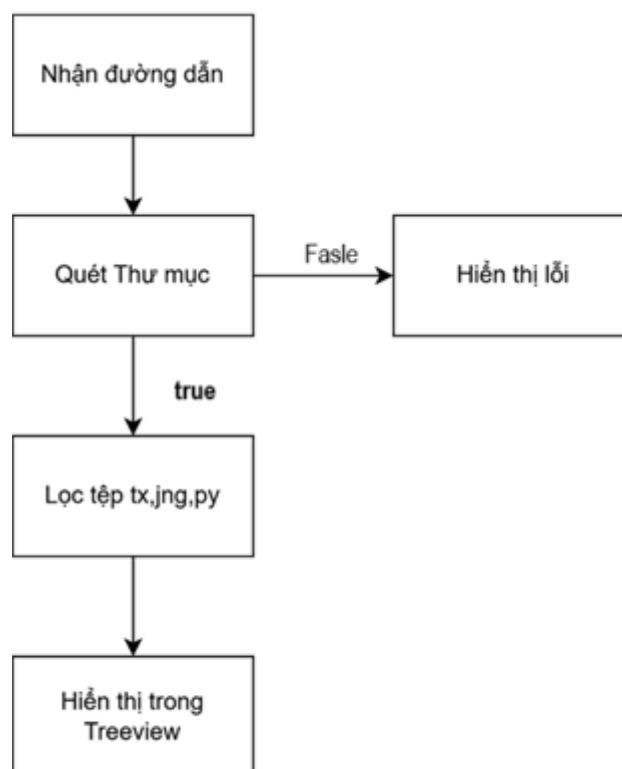 Nhận đường dẫn
Quét Thư mục
Fasle
Hiển thị lỗi
true
Lọc tệp tx,jng,py
Hiển thị trong
Treeview